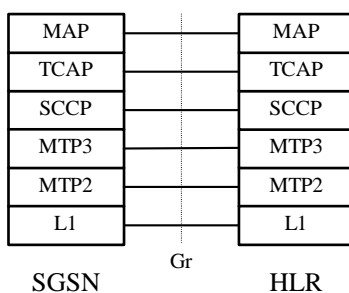 MAP MAP
TCAP TCAP
SCCP SCCP
MTP3 MTP3
MTP2 MTP2
L1 L1
Gr
SGSN HLR